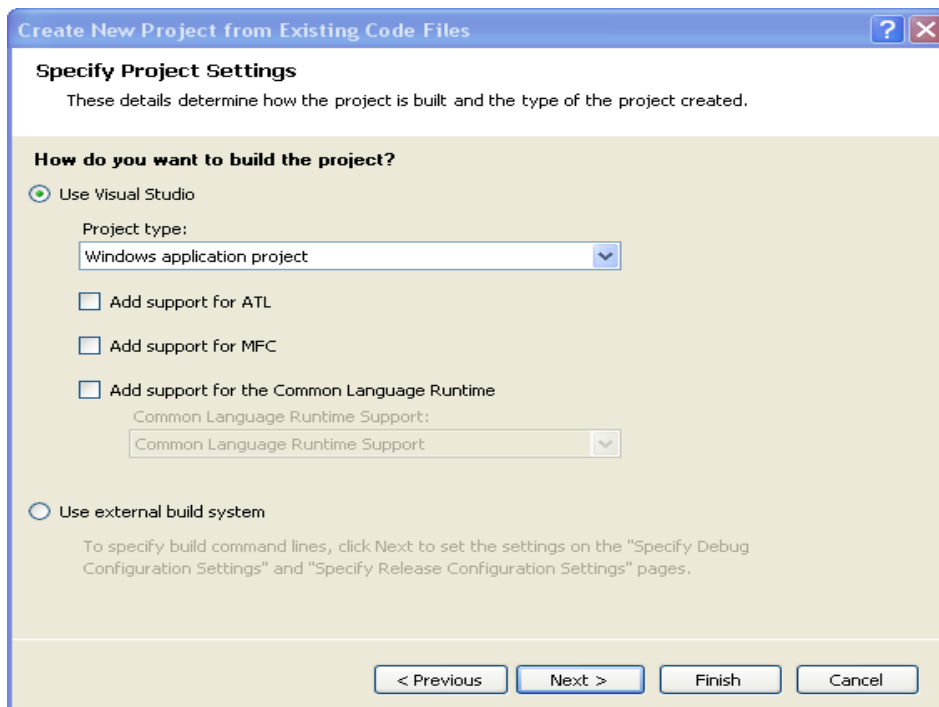 Create New Project from Existing Code Files
Specify Project Settings
These details determine how the project is built and the type of the project created.
How do you want to build the project?
Use Visual Studio
Project type:
Windows application project
Add support for ATL
Add support for MFC
Add support for the Common Language Runtime
Common Language Runtime Support:
Common Language Runtime Support
Use external build system
To specify build command lines, click Next to set the settings on the "Specify Debug
Configuration Settings" and "Specify Release Configuration Settings" pages.
< Previous Next > Finish Cancel